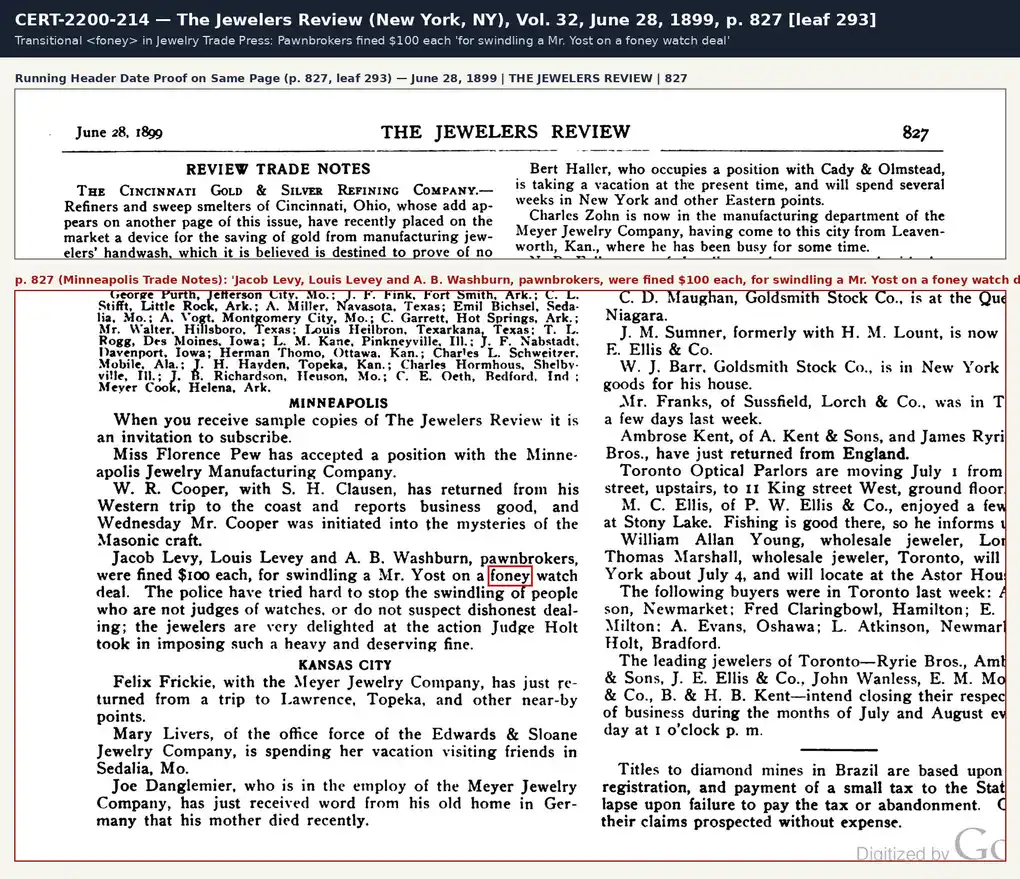 CERT-2200-214 — The Jewelers Review (New York, NY), Vol. 32, June 28, 1899, p. 827 [leaf 293]
Transitional <foney> in Jewelry Trade Press: Pawnbrokers fined $100 each 'for swindling a Mr. Yost on a foney watch deal'
Running Header Date Proof on Same Page (p. 827, leaf 293) — June 28, 1899 | THE JEWELERS REVIEW | 827
June 28, 1899 THE JEWELERS REVIEW 827
REVIEW TRADE NOTES
THE CINCINNATI GOLD & SILVER REFINING COMPANY.—
Refiners and sweep smelters of Cincinnati, Ohio, whose add ap-
pears on another page of this issue, have recently placed on the
market a device for the saving of gold from manufacturing jew-
elers' handwash, which it is believed is destined to prove of no
Bert Haller, who occupies a position with Cady & Olmstead,
is taking a vacation at the present time, and will spend several
weeks in New York and other Eastern points.
Charles Zohn is now in the manufacturing department of the
Meyer Jewelry Company, having come to this city from Leaven-
worth, Kan., where he has been busy for some time.
p. 827 (Minneapolis Trade Notes): 'Jacob Levy, Louis Levey and A. B. Washburn, pawnbrokers, were fined $100 each, for swindling a Mr. Yost on a foney watch d
George Purth, Jefferson City, Mo.; J. F. Fink, Fort Smith, Ark.; C. L.
Stifft, Little Rock, Ark.; A. Miller, Navasota, Texas; Emil Bichsel, Seda-
lia, Mo.; A. Vogt, Montgomery City, Mo.; C. Garrett, Hot Springs, Ark.;
Mr. Walter, Hillsboro, Texas; Louis Heilbron, Texarkana, Texas; T. L.
Rogg, Des Moines, Iowa; L. M. Kane, Pinkneyville, Ill.; J. F. Nabstadt,
Davenport, Iowa; Herman Thomo, Ottawa, Kan.; Charles L. Schweitzer,
Mobile, Ala.; J. H. Hayden, Topeka, Kan.; Charles Hormhous, Shelby-
ville, Ill.; J. B. Richardson, Heuson, Mo.; C. E. Oeth, Bedford, Ind ;
Meyer Cook, Helena, Ark.
MINNEAPOLIS
When you receive sample copies of The Jewelers Review it is
an invitation to subscribe.
Miss Florence Pew has accepted a position with the Minne-
apolis Jewelry Manufacturing Company.
W. R. Cooper, with S. H. Clausen, has returned from his
Western trip to the coast and reports business good, and
Wednesday Mr. Cooper was initiated into the mysteries of the
Masonic craft.
Jacob Levy, Louis Levey and A. B. Washburn, pawnbrokers,
were fined $100 each, for swindling a Mr. Yost on a foney watch
deal. The police have tried hard to stop the swindling of people
who are not judges of watches, or do not suspect dishonest deal-
ing; the jewelers are very delighted at the action Judge Holt
took in imposing such a heavy and deserving fine.
KANSAS CITY
Felix Frickie, with the Meyer Jewelry Company, has just re-
turned from a trip to Lawrence, Topeka, and other near-by
points.
Mary Livers, of the office force of the Edwards & Sloane
Jewelry Company, is spending her vacation visiting friends in
Sedalia, Mo.
Joe Danglemier, who is in the employ of the Meyer Jewelry
Company, has just received word from his old home in Ger-
many that his mother died recently.
C. D. Maughan, Goldsmith Stock Co., is at the Que
Niagara.
J. M. Sumner, formerly with H. M. Lount, is now
E. Ellis & Co.
W. J. Barr, Goldsmith Stock Co., is in New York
goods for his house.
Mr. Franks, of Sussfield, Lorch & Co., was in T
a few days last week.
Ambrose Kent, of A. Kent & Sons, and James Ryri
Bros., have just returned from England.
Toronto Optical Parlors are moving July 1 from
street, upstairs, to 11 King street West, ground floor
M. C. Ellis, of P. W. Ellis & Co., enjoyed a few
at Stony Lake. Fishing is good there, so he informs
William Allan Young, wholesale jeweler, Lon
Thomas Marshall, wholesale jeweler, Toronto, will
York about July 4, and will locate at the Astor Hou
The following buyers were in Toronto last week: A
son, Newmarket; Fred Claringbowl, Hamilton; E.
Milton; A. Evans, Oshawa; L. Atkinson, Newmar
Holt, Bradford.
The leading jewelers of Toronto—Ryrie Bros., Amb
& Sons, J. E. Ellis & Co., John Wanless, E. M. Mo
& Co., B. & H. B. Kent—intend closing their respec
of business during the months of July and August ev
day at 1 o'clock p. m.
Titles to diamond mines in Brazil are based upon
registration, and payment of a small tax to the Stat
lapse upon failure to pay the tax or abandonment. C
their claims prospected without expense.
Digitized by Go